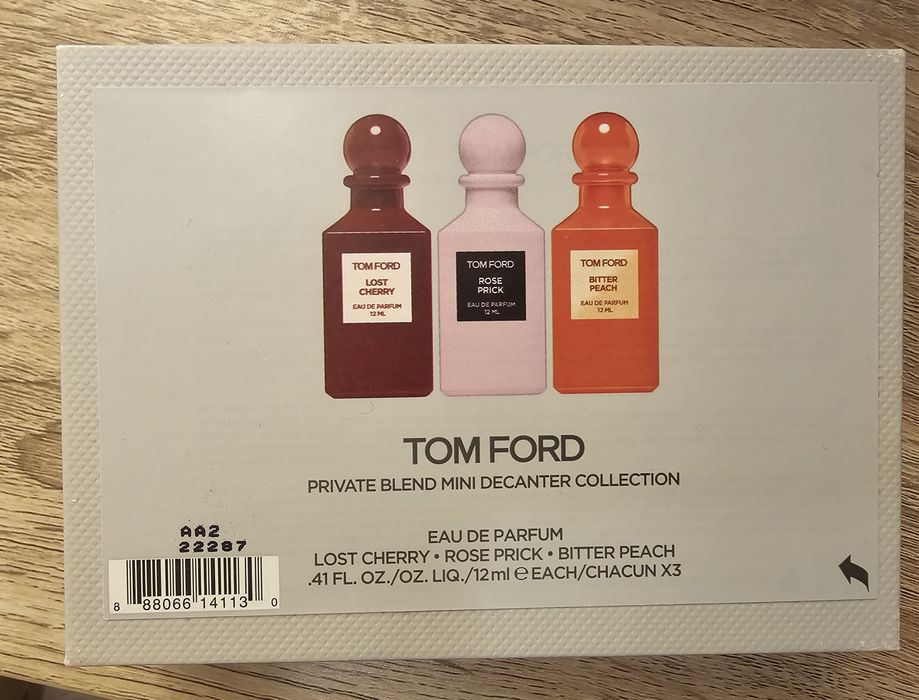 TOM FORD
LOST
CHERRY
EAU DE PARFUM
12 ML
TOM FORD
ROSE
PRICK
EAU DE PARFUM
12 ML
TOM FORD
BITTER
PEACH
EAU DE PARFUM
12 ML
TOM FORD
PRIVATE BLEND MINI DECANTER COLLECTION
EAU DE PARFUM
LOST CHERRY • ROSE PRICK • BITTER PEACH
.41 FL. OZ./OZ. LIQ./12 ml ℮ EACH/CHACUN X3
AA2
22287
8 88066 14113 0